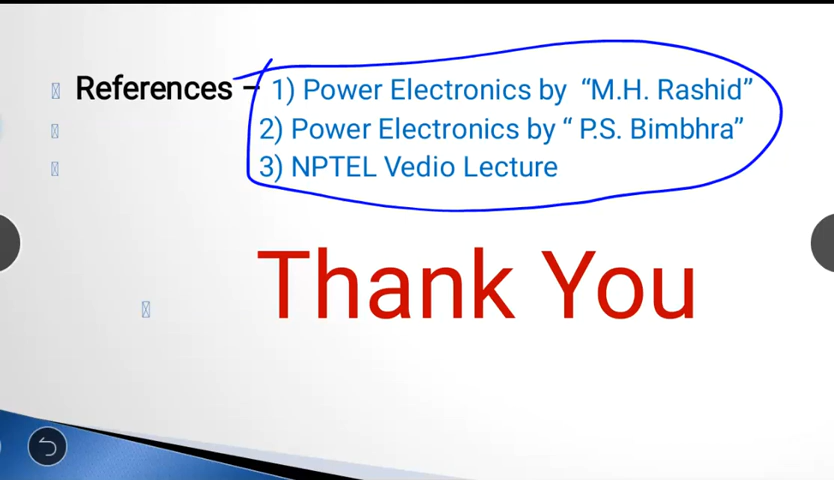 References – 1) Power Electronics by “M.H. Rashid”
2) Power Electronics by “ P.S. Bimbhra”
3) NPTEL Vedio Lecture
Thank You